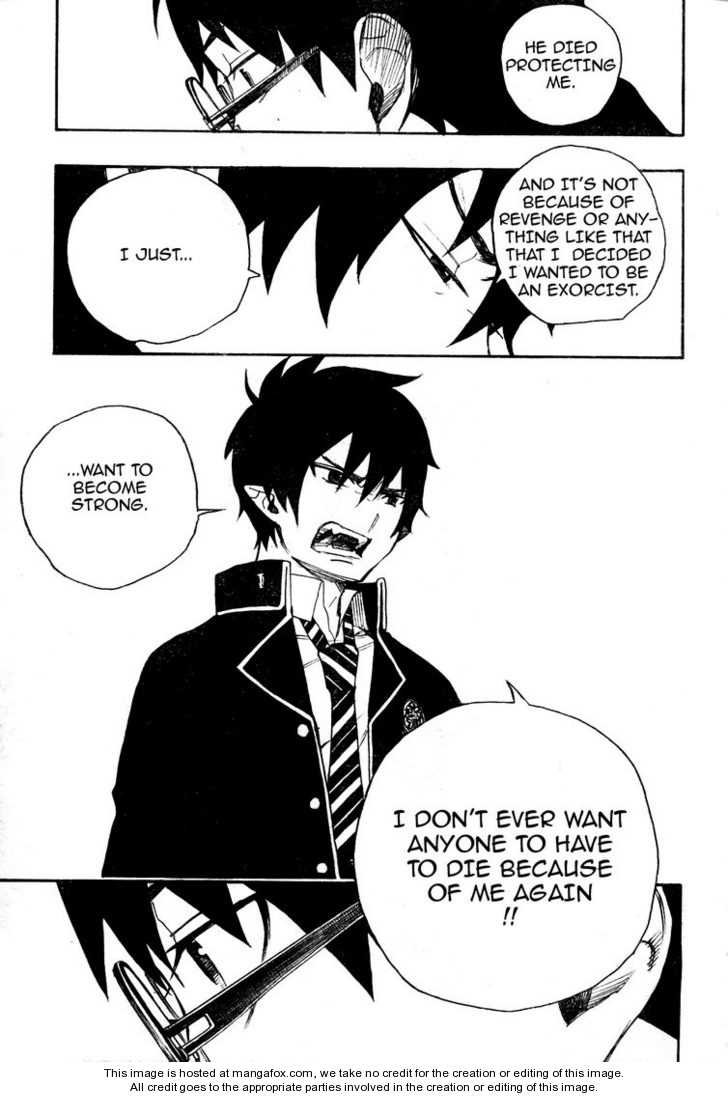 HE DIED
PROTECTING
ME.
AND IT'S NOT
BECAUSE OF
REVENGE OR ANY-
THING LIKE THAT
THAT I DECIDED
I WANTED TO BE
AN EXORCIST.
I JUST...
...WANT TO
BECOME
STRONG.
I DON'T EVER WANT
ANYONE TO HAVE
TO DIE BECAUSE
OF ME AGAIN
!!
This image is hosted at mangafox.com, we take no credit for the creation or editing of this image.
All credit goes to the appropriate parties involved in the creation or editing of this image.